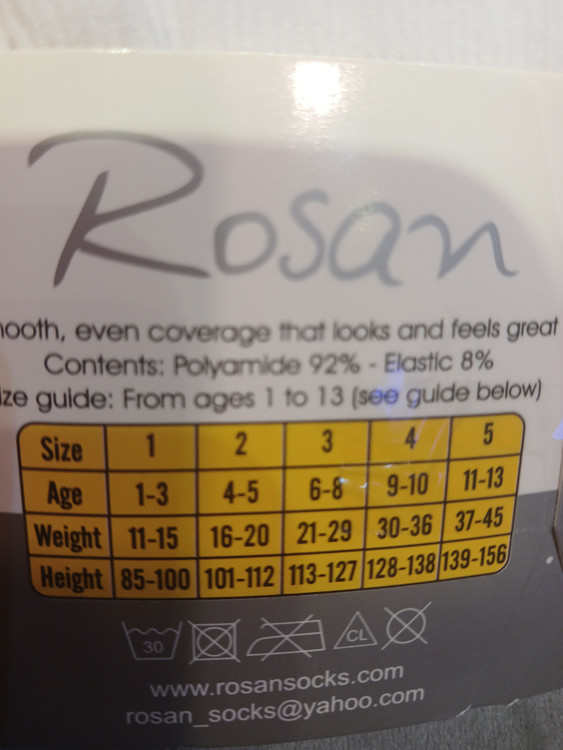 Rosan
mooth, even coverage that looks and feels great
Contents: Polyamide 92% - Elastic 8%
ize guide: From ages 1 to 13 (see guide below)
Size 1 2 3 4 5
Age 1-3 4-5 6-8 9-10 11-13
Weight 11-15 16-20 21-29 30-36 37-45
Height 85-100 101-112 113-127 128-138 139-156
30 CL
www.rosansocks.com
rosan_socks@yahoo.com